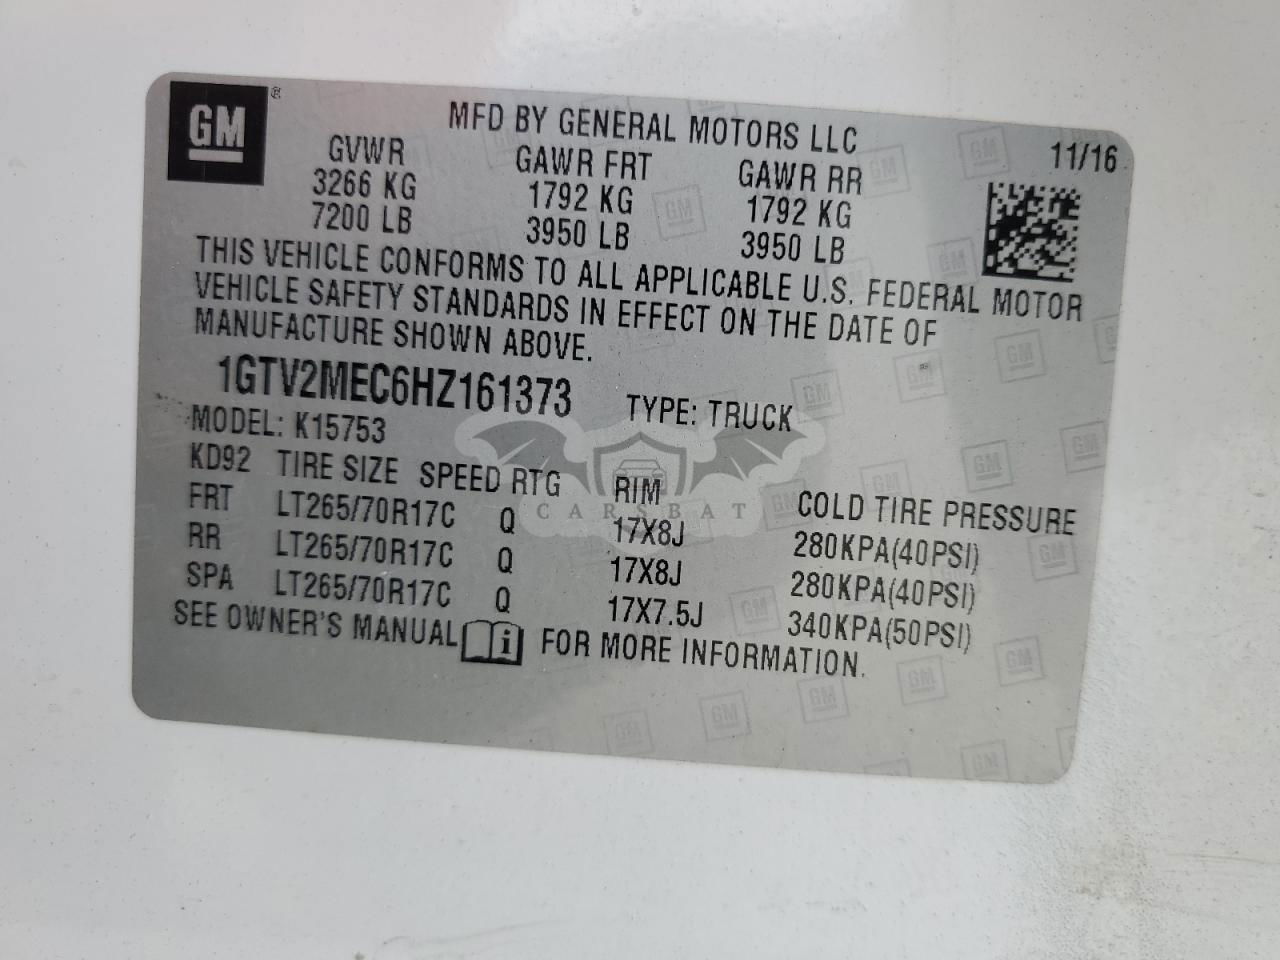 GM ®
MFD BY GENERAL MOTORS LLC
11/16
GVWR GAWR FRT GAWR RR
3266 KG 1792 KG 1792 KG
7200 LB 3950 LB 3950 LB
THIS VEHICLE CONFORMS TO ALL APPLICABLE U.S. FEDERAL MOTOR
VEHICLE SAFETY STANDARDS IN EFFECT ON THE DATE OF
MANUFACTURE SHOWN ABOVE.
1GTV2MEC6HZ161373 TYPE: TRUCK
MODEL: K15753
KD92 TIRE SIZE SPEED RTG RIM COLD TIRE PRESSURE
FRT LT265/70R17C Q 17X8J 280KPA(40PSI)
RR LT265/70R17C Q 17X8J 280KPA(40PSI)
SPA LT265/70R17C Q 17X7.5J 340KPA(50PSI)
SEE OWNER'S MANUAL i FOR MORE INFORMATION.
CARSBAT